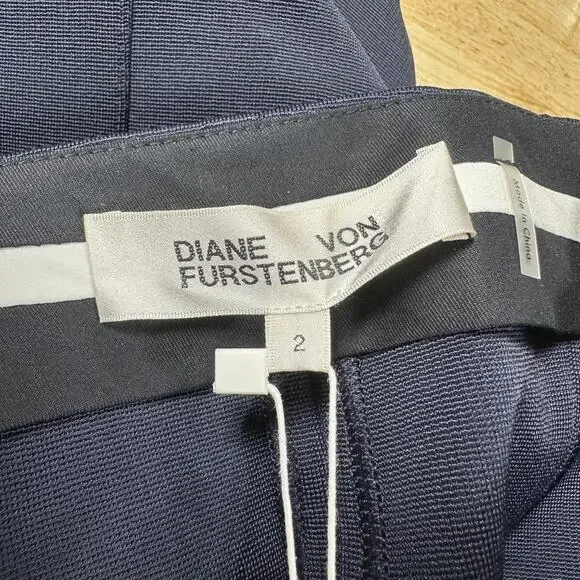 DIANE VON
FURSTENBERG
2
Made in China